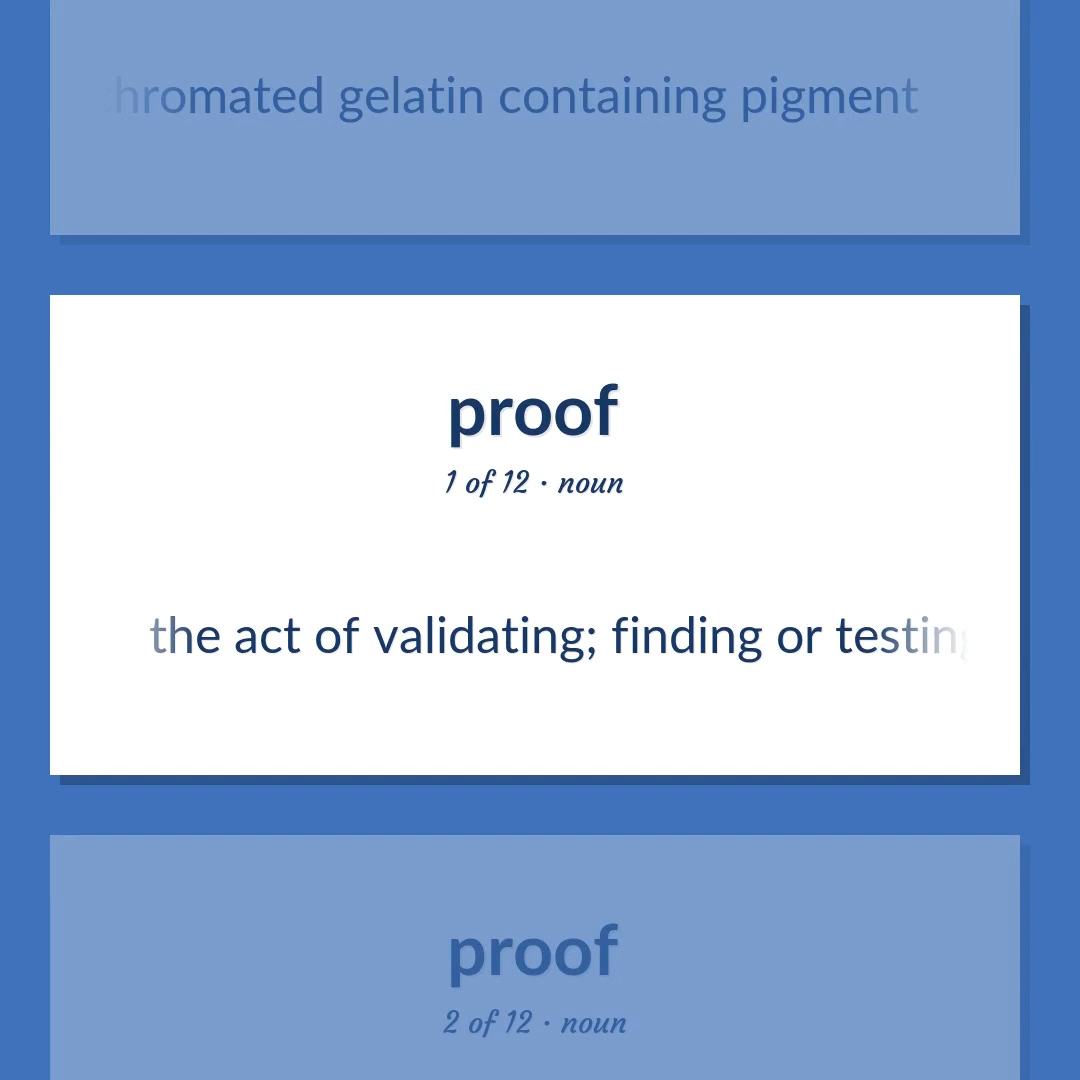 hromated gelatin containing pigment
proof
1 of 12 · noun
the act of validating; finding or testing
proof
2 of 12 · noun